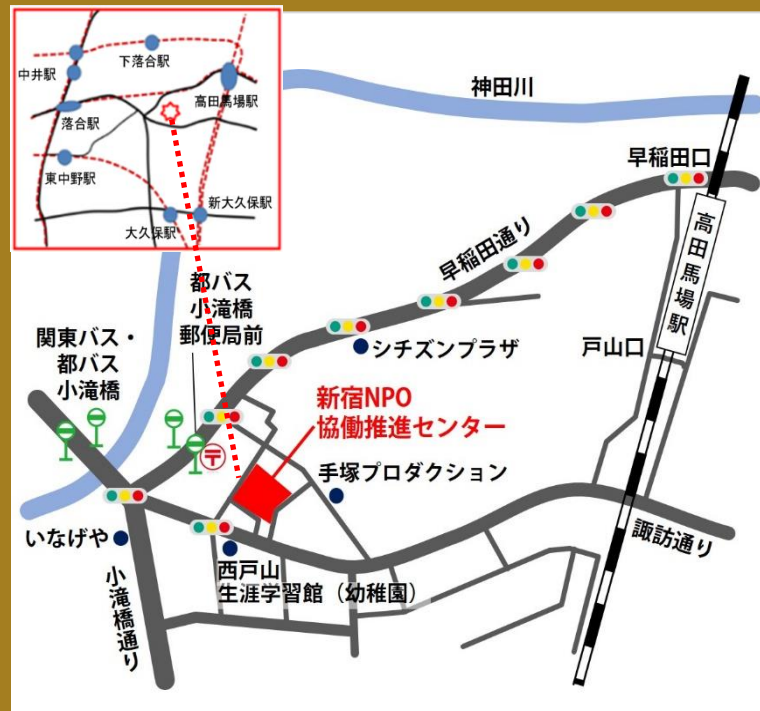 中井駅
下落合駅
高田馬場駅
落合駅
東中野駅
新大久保駅
大久保駅
神田川
早稲田口
高田馬場駅
早稲田通り
都バス
小滝橋
郵便局前
関東バス・
都バス
小滝橋
シチズンプラザ
戸山口
新宿NPO
協働推進センター
〒
手塚プロダクション
いなげや
西戸山
生涯学習館（幼稚園）
諏訪通り
小滝橋通り